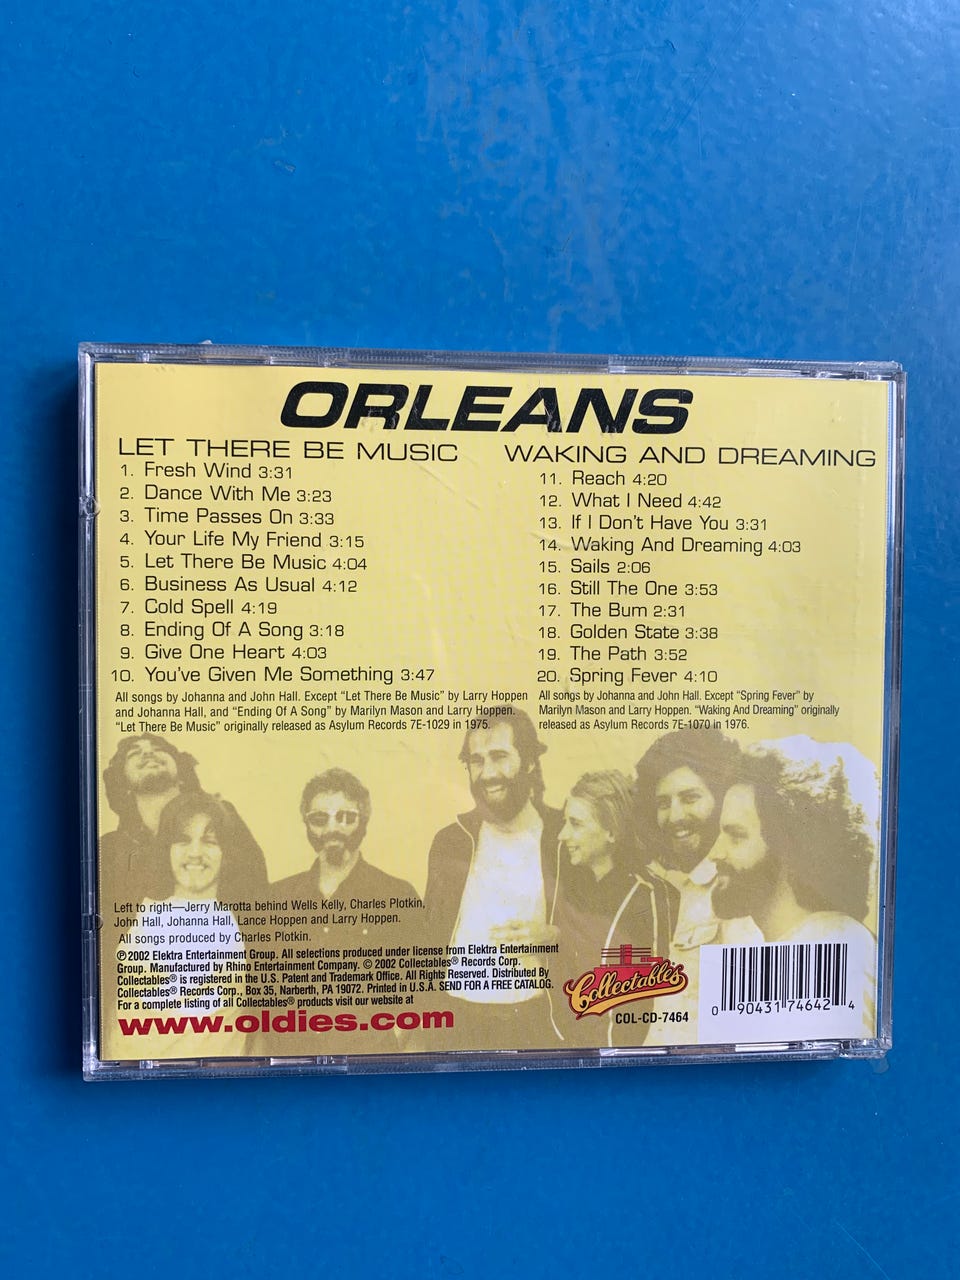 ORLEANS
LET THERE BE MUSIC
1. Fresh Wind 3:31
2. Dance With Me 3:23
3. Time Passes On 3:33
4. Your Life My Friend 3:15
5. Let There Be Music 4:04
6. Business As Usual 4:12
7. Cold Spell 4:19
8. Ending Of A Song 3:18
9. Give One Heart 4:03
10. You've Given Me Something 3:47
All songs by Johanna and John Hall. Except "Let There Be Music" by Larry Hoppen
and Johanna Hall, and "Ending Of A Song" by Marilyn Mason and Larry Hoppen.
"Let There Be Music" originally released as Asylum Records 7E-1029 in 1975.
WAKING AND DREAMING
11. Reach 4:20
12. What I Need 4:42
13. If I Don't Have You 3:31
14. Waking And Dreaming 4:03
15. Sails 2:06
16. Still The One 3:53
17. The Bum 2:31
18. Golden State 3:38
19. The Path 3:52
20. Spring Fever 4:10
All songs by Johanna and John Hall. Except "Spring Fever" by
Marilyn Mason and Larry Hoppen. "Waking And Dreaming" originally
released as Asylum Records 7E-1070 in 1976.
Left to right—Jerry Marotta behind Wells Kelly, Charles Plotkin,
John Hall, Johanna Hall, Lance Hoppen and Larry Hoppen.
All songs produced by Charles Plotkin.
℗2002 Elektra Entertainment Group. All selections produced under license from Elektra Entertainment
Group. Manufactured by Rhino Entertainment Company. © 2002 Collectables® Records Corp.
Collectables® is registered in the U.S. Patent and Trademark Office. All Rights Reserved. Distributed By
Collectables® Records Corp., Box 35, Narberth, PA 19072. Printed in U.S.A. SEND FOR A FREE CATALOG.
For a complete listing of all Collectables® products visit our website at
www.oldies.com
Collectables
COL-CD-7464
0 90431 74642 4